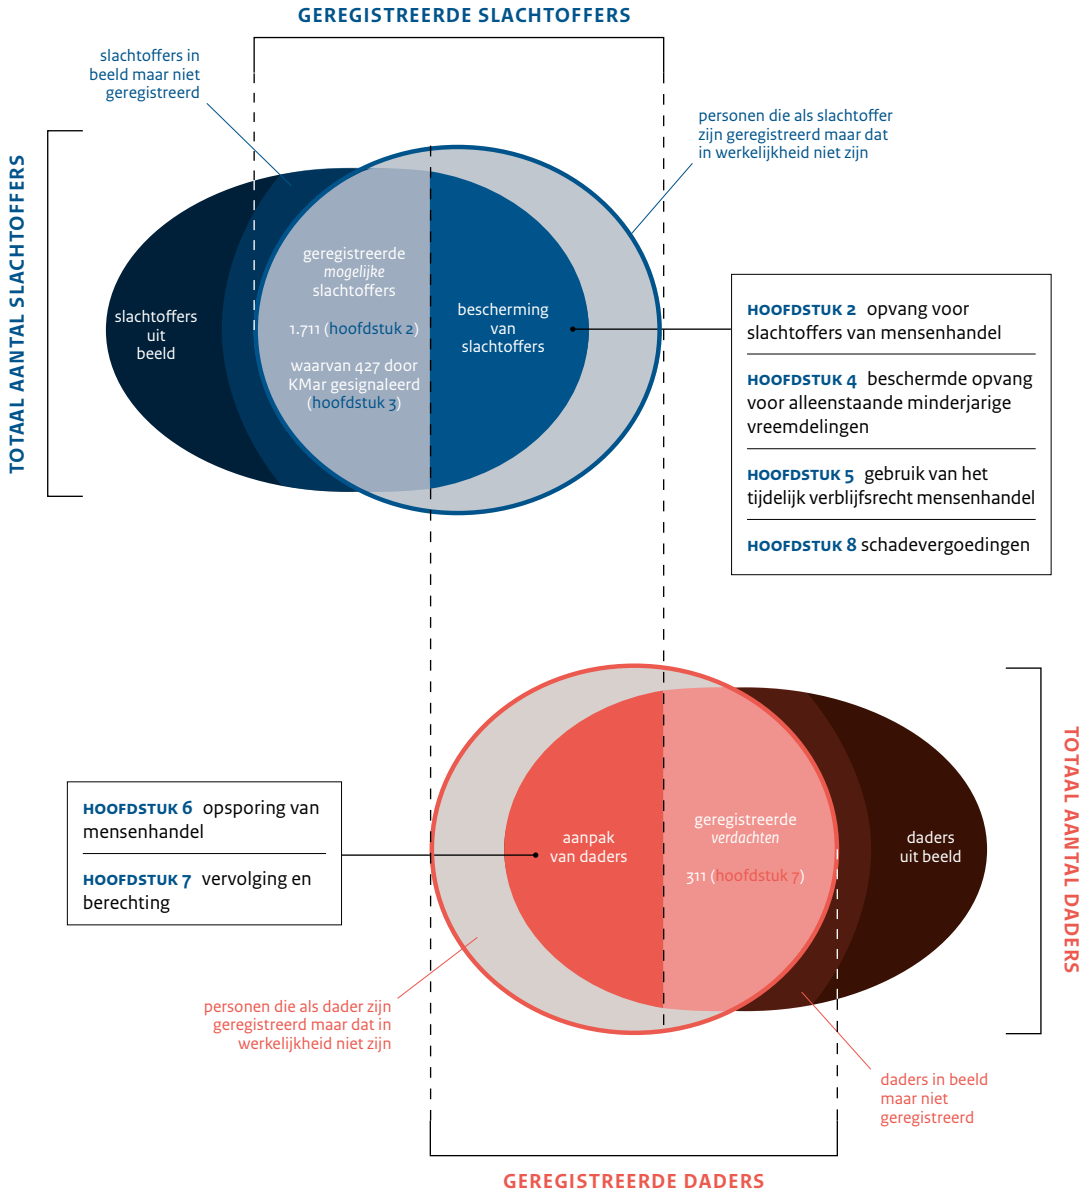 GEREGISTREERDE SLACHTOFFERS
slachtoffers in
beeld maar niet
geregistreerd
personen die als slachtoffer
zijn geregistreerd maar dat
in werkelijkheid niet zijn
TOTAAL AANTAL SLACHTOFFERS
slachtoffers
uit
beeld
geregistreerde
mogelijke
slachtoffers
1.711 (hoofdstuk 2)
waarvan 427 door
KMar gesignaleerd
(hoofdstuk 3)
bescherming
van
slachtoffers
HOOFDSTUK 2 opvang voor
slachtoffers van mensenhandel
HOOFDSTUK 4 beschermde opvang
voor alleenstaande minderjarige
vreemdelingen
HOOFDSTUK 5 gebruik van het
tijdelijk verblijfsrecht mensenhandel
HOOFDSTUK 8 schadevergoedingen
HOOFDSTUK 6 opsporing van
mensenhandel
HOOFDSTUK 7 vervolging en
berechting
aanpak
van daders
geregistreerde
verdachten
311 (hoofdstuk 7)
daders
uit beeld
TOTAAL AANTAL DADERS
personen die als dader zijn
geregistreerd maar dat in
werkelijkheid niet zijn
daders in beeld
maar niet
geregistreerd
GEREGISTREERDE DADERS